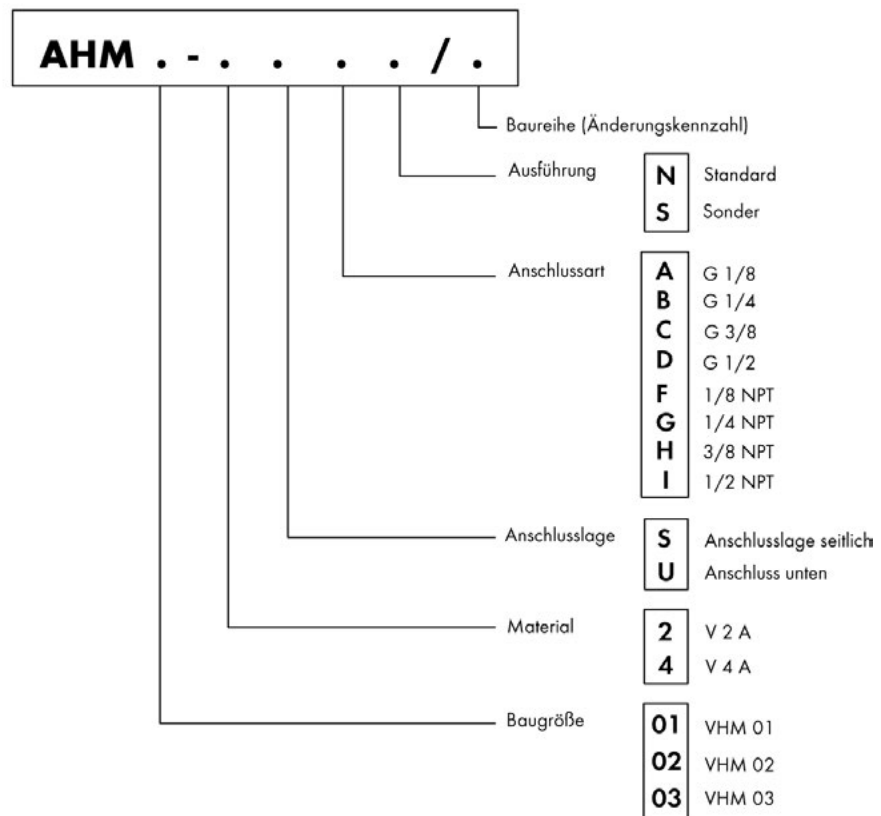 AHM . - . . . . / .
Baureihe (Änderungskennzahl)
Ausführung
N Standard
S Sonder
Anschlussart
A G 1/8
B G 1/4
C G 3/8
D G 1/2
F 1/8 NPT
G 1/4 NPT
H 3/8 NPT
I 1/2 NPT
Anschlusslage
S Anschlusslage seitlich
U Anschluss unten
Material
2 V 2 A
4 V 4 A
Baugröße
01 VHM 01
02 VHM 02
03 VHM 03